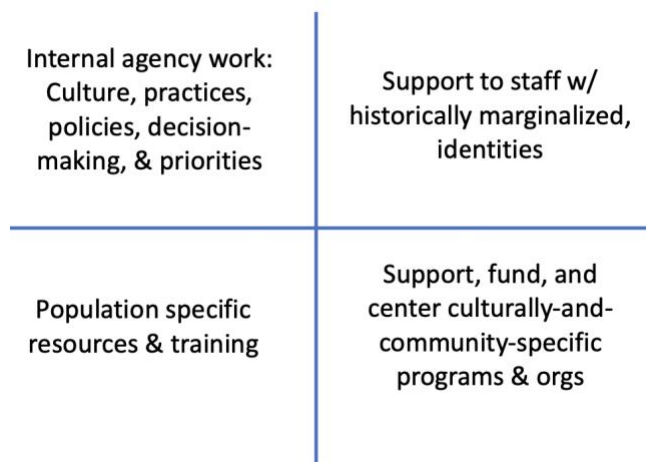 Internal agency work:
Culture, practices,
policies, decision-
making, & priorities
Support to staff w/
historically marginalized,
identities
Population specific
resources & training
Support, fund, and
center culturally-and-
community-specific
programs & orgs